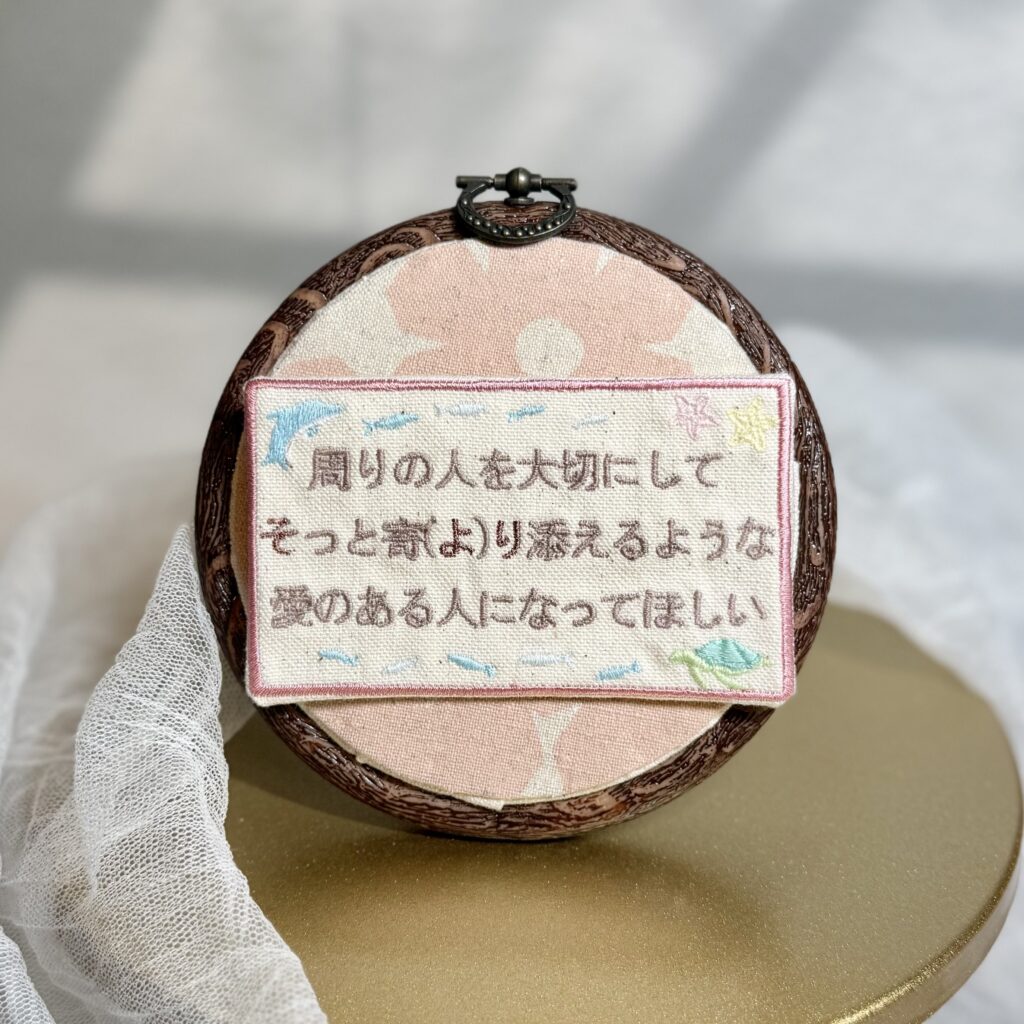 周りの人を大切にして
そっと寄(よ)り添えるような
愛のある人になってほしい